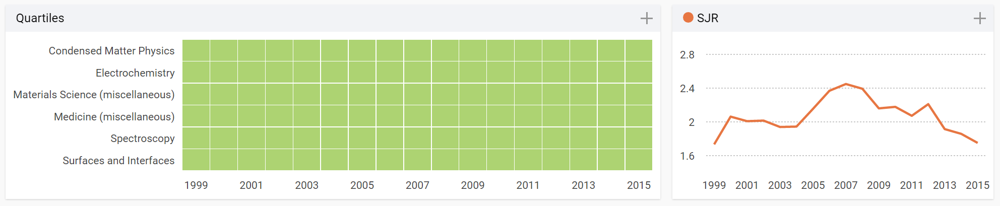 Quartiles
Condensed Matter Physics
Electrochemistry
Materials Science (miscellaneous)
Medicine (miscellaneous)
Spectroscopy
Surfaces and Interfaces
1999 2001 2003 2005 2007 2009 2011 2013 2015
SJR
2.8
2.4
2
1.6
1999 2001 2003 2005 2007 2009 2011 2013 2015